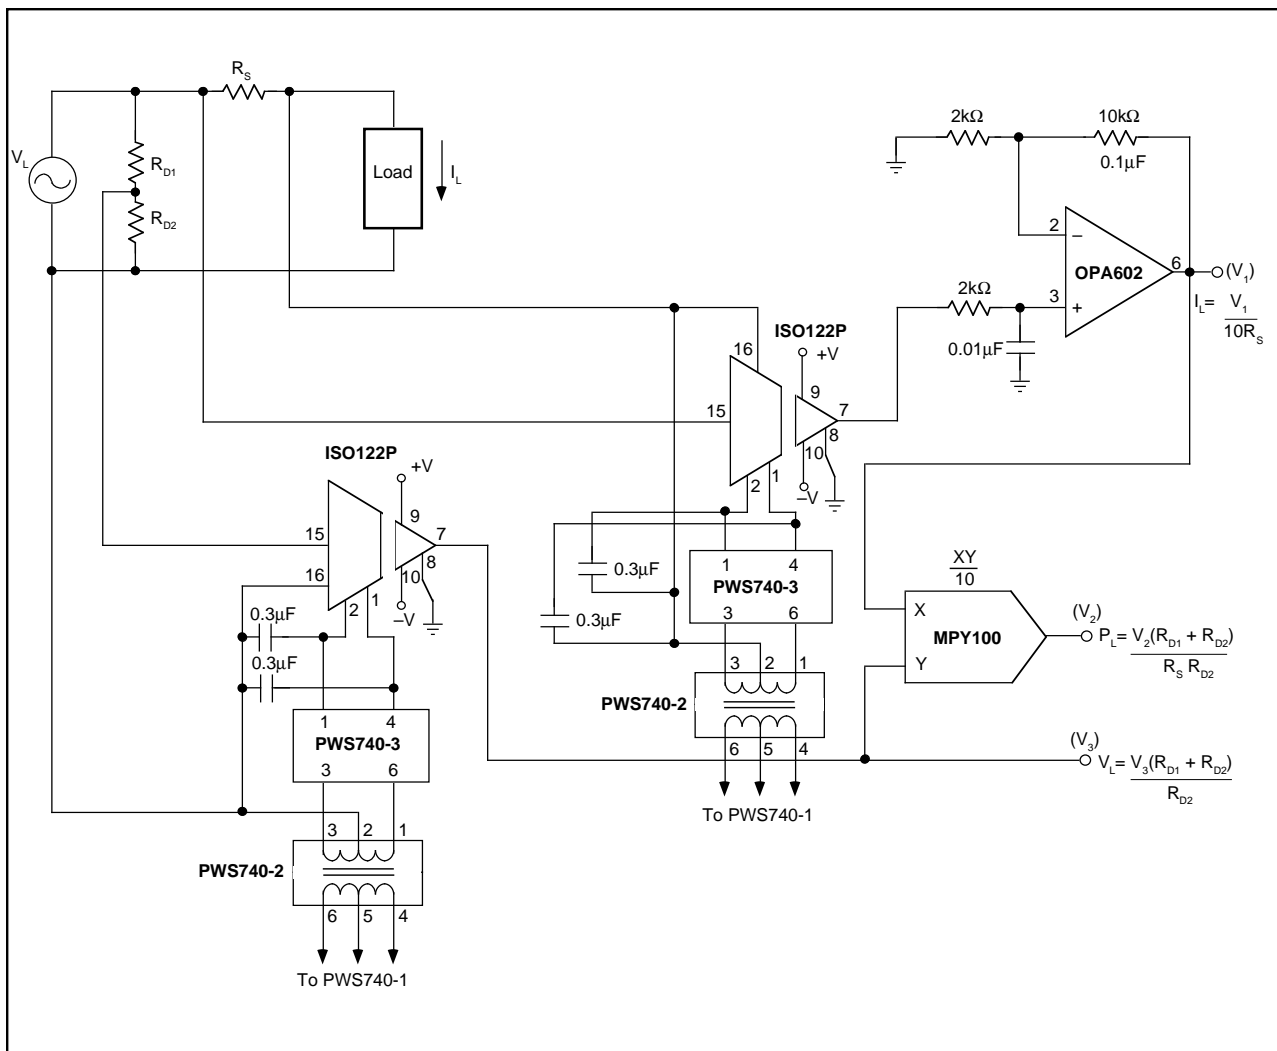 R_S
2kΩ
10kΩ
0.1µF
V_L
R_D1
Load
I_L
R_D2
2
–
OPA602
6
(V_1)
2kΩ
3
+
I_L= V_1
10R_S
ISO122P
+V
16
0.01µF
9
15
7
8
10
ISO122P
+V
2
1
–V
9
15
7
8
16
10
0.3µF
1
4
PWS740-3
XY
10
0.3µF
2
1
–V
0.3µF
3
6
X
(V_2)
MPY100
P_L= V_2(R_D1 + R_D2)
R_S R_D2
0.3µF
Y
3
2
1
1
4
PWS740-2
PWS740-3
6
5
4
(V_3)
3
6
V_L= V_3(R_D1 + R_D2)
R_D2
To PWS740-1
3
2
1
PWS740-2
6
5
4
To PWS740-1